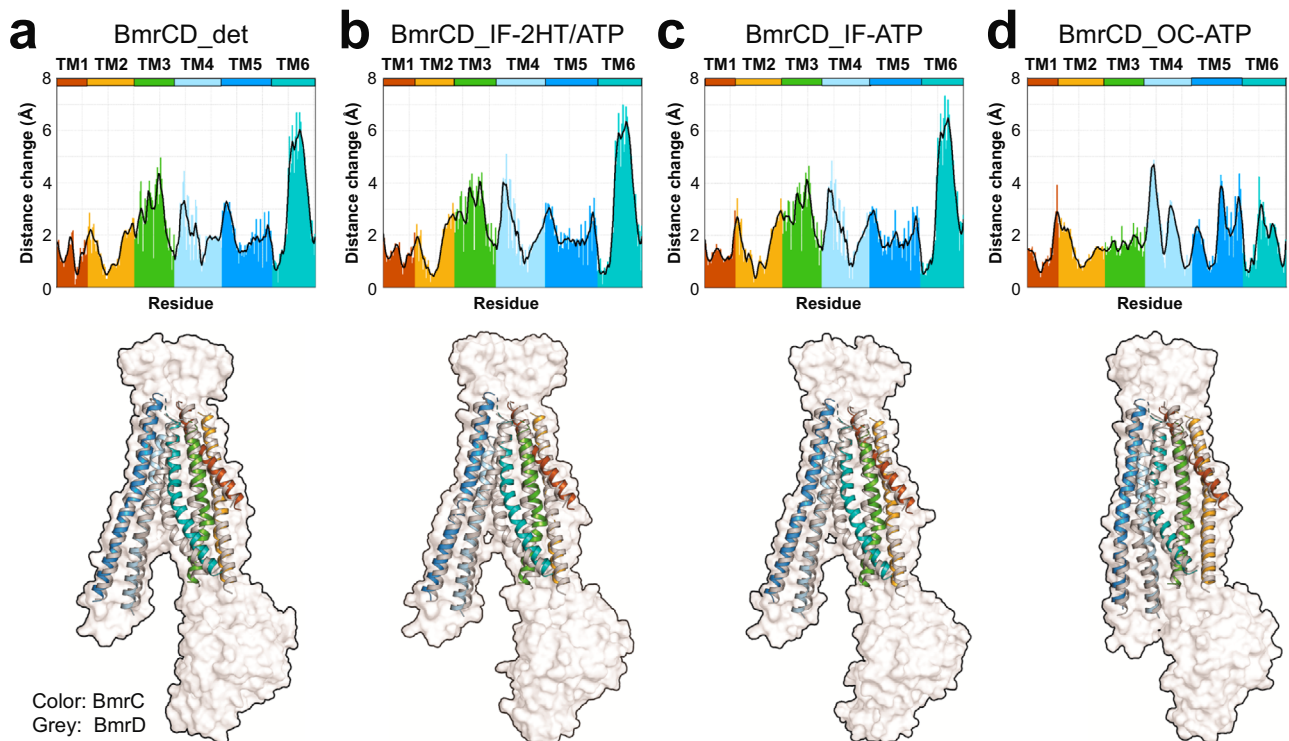 a BmrCD_det
TM1 TM2 TM3 TM4 TM5 TM6
Distance change (Å)
8
6
4
2
0
Residue
b BmrCD_IF-2HT/ATP
TM1 TM2 TM3 TM4 TM5 TM6
Distance change (Å)
8
6
4
2
0
Residue
c BmrCD_IF-ATP
TM1 TM2 TM3 TM4 TM5 TM6
Distance change (Å)
8
6
4
2
0
Residue
d BmrCD_OC-ATP
TM1 TM2 TM3 TM4 TM5 TM6
Distance change (Å)
8
6
4
2
0
Residue
Color: BmrC
Grey: BmrD